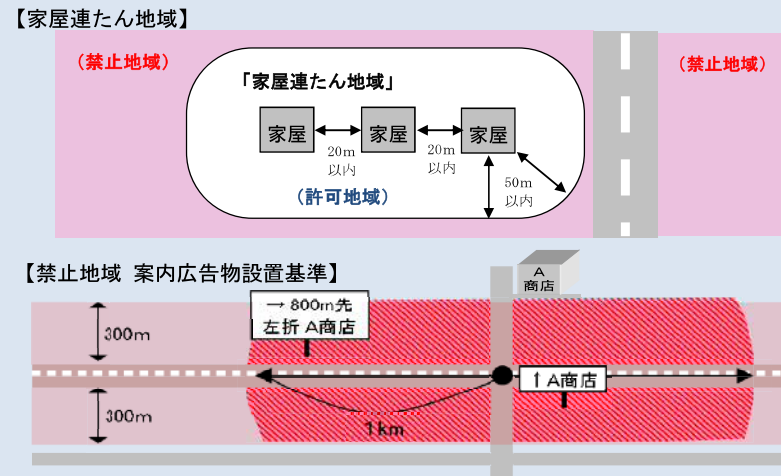 【家屋連たん地域】
（禁止地域）
（禁止地域）
「家屋連たん地域」
家屋
家屋
家屋
20m
以内
20m
以内
50m
以内
（許可地域）
【禁止地域 案内広告物設置基準】
A
商店
→ 800m先
左折 A商店
300m
↑A商店
300m
1km